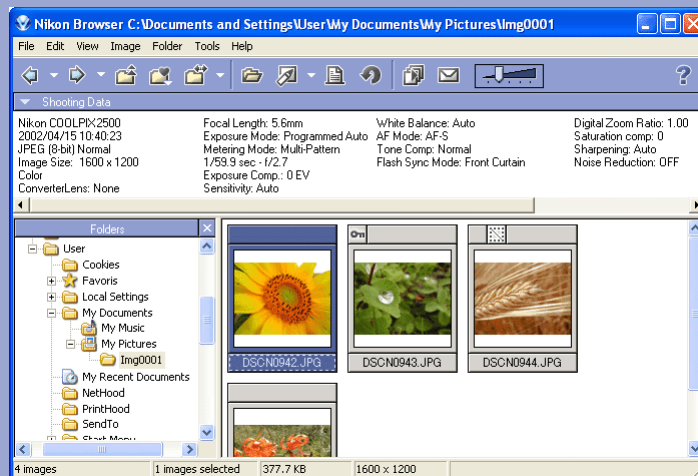 Nikon Browser C:\Documents and Settings\User\My Documents\My Pictures\Img0001
File Edit View Image Folder Tools Help
Shooting Data
Nikon COOLPIX2500
2002/04/15 10:40:23
JPEG (8-bit) Normal
Image Size: 1600 x 1200
Color
ConverterLens: None
Focal Length: 5.6mm
Exposure Mode: Programmed Auto
Metering Mode: Multi-Pattern
1/59.9 sec - f/2.7
Exposure Comp.: 0 EV
Sensitivity: Auto
White Balance: Auto
AF Mode: AF-S
Tone Comp: Normal
Flash Sync Mode: Front Curtain
Digital Zoom Ratio: 1.00
Saturation comp: 0
Sharpening: Auto
Noise Reduction: OFF
Folders
User
Cookies
Favoris
Local Settings
My Documents
My Music
My Pictures
Img0001
My Recent Documents
NetHood
PrintHood
SendTo
Start Menu
DSCN0942.JPG
DSCN0943.JPG
DSCN0944.JPG
4 images
1 images selected
377.7 KB
1600 x 1200